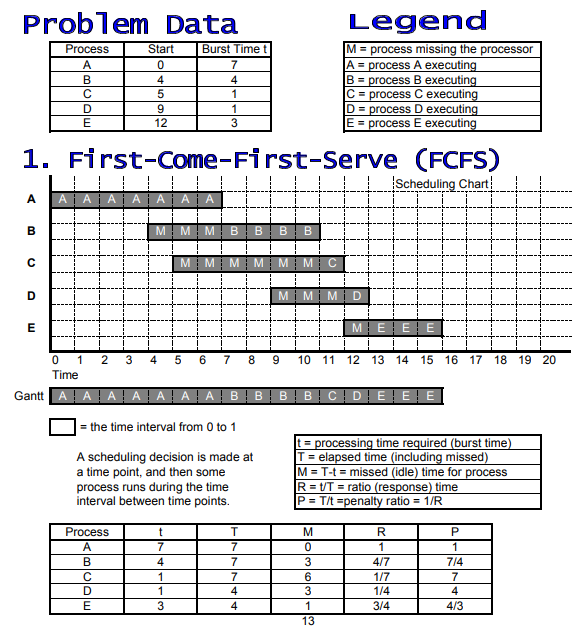 Problem Data
Legend
Process Start Burst Time t
A 0 7
B 4 4
C 5 1
D 9 1
E 12 3
M = process missing the processor
A = process A executing
B = process B executing
C = process C executing
D = process D executing
E = process E executing
1. First-Come-First-Serve (FCFS)
Scheduling Chart
A A A A A A A A
B M M M B B B B
C M M M M M M C
D M M M D
E M E E E
0 1 2 3 4 5 6 7 8 9 10 11 12 13 14 15 16 17 18 19 20
Time
Gantt A A A A A A A B B B B C D E E E
= the time interval from 0 to 1
A scheduling decision is made at
a time point, and then some
process runs during the time
interval between time points.
t = processing time required (burst time)
T = elapsed time (including missed)
M = T-t = missed (idle) time for process
R = t/T = ratio (response) time
P = T/t =penalty ratio = 1/R
Process t T M R P
A 7 7 0 1 1
B 4 7 3 4/7 7/4
C 1 7 6 1/7 7
D 1 4 3 1/4 4
E 3 4 1 3/4 4/3
13